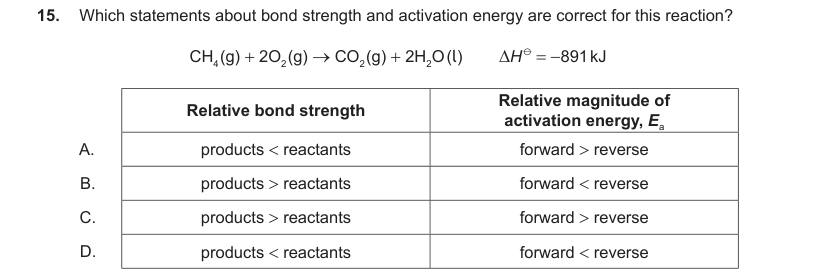 15. Which statements about bond strength and activation energy are correct for this reaction?
CH₄(g) + 2O₂(g) → CO₂(g) + 2H₂O(l) ΔH⊖ = −891 kJ
Relative bond strength Relative magnitude of activation energy, Eₐ
A. products < reactants forward > reverse
B. products > reactants forward < reverse
C. products > reactants forward > reverse
D. products < reactants forward < reverse